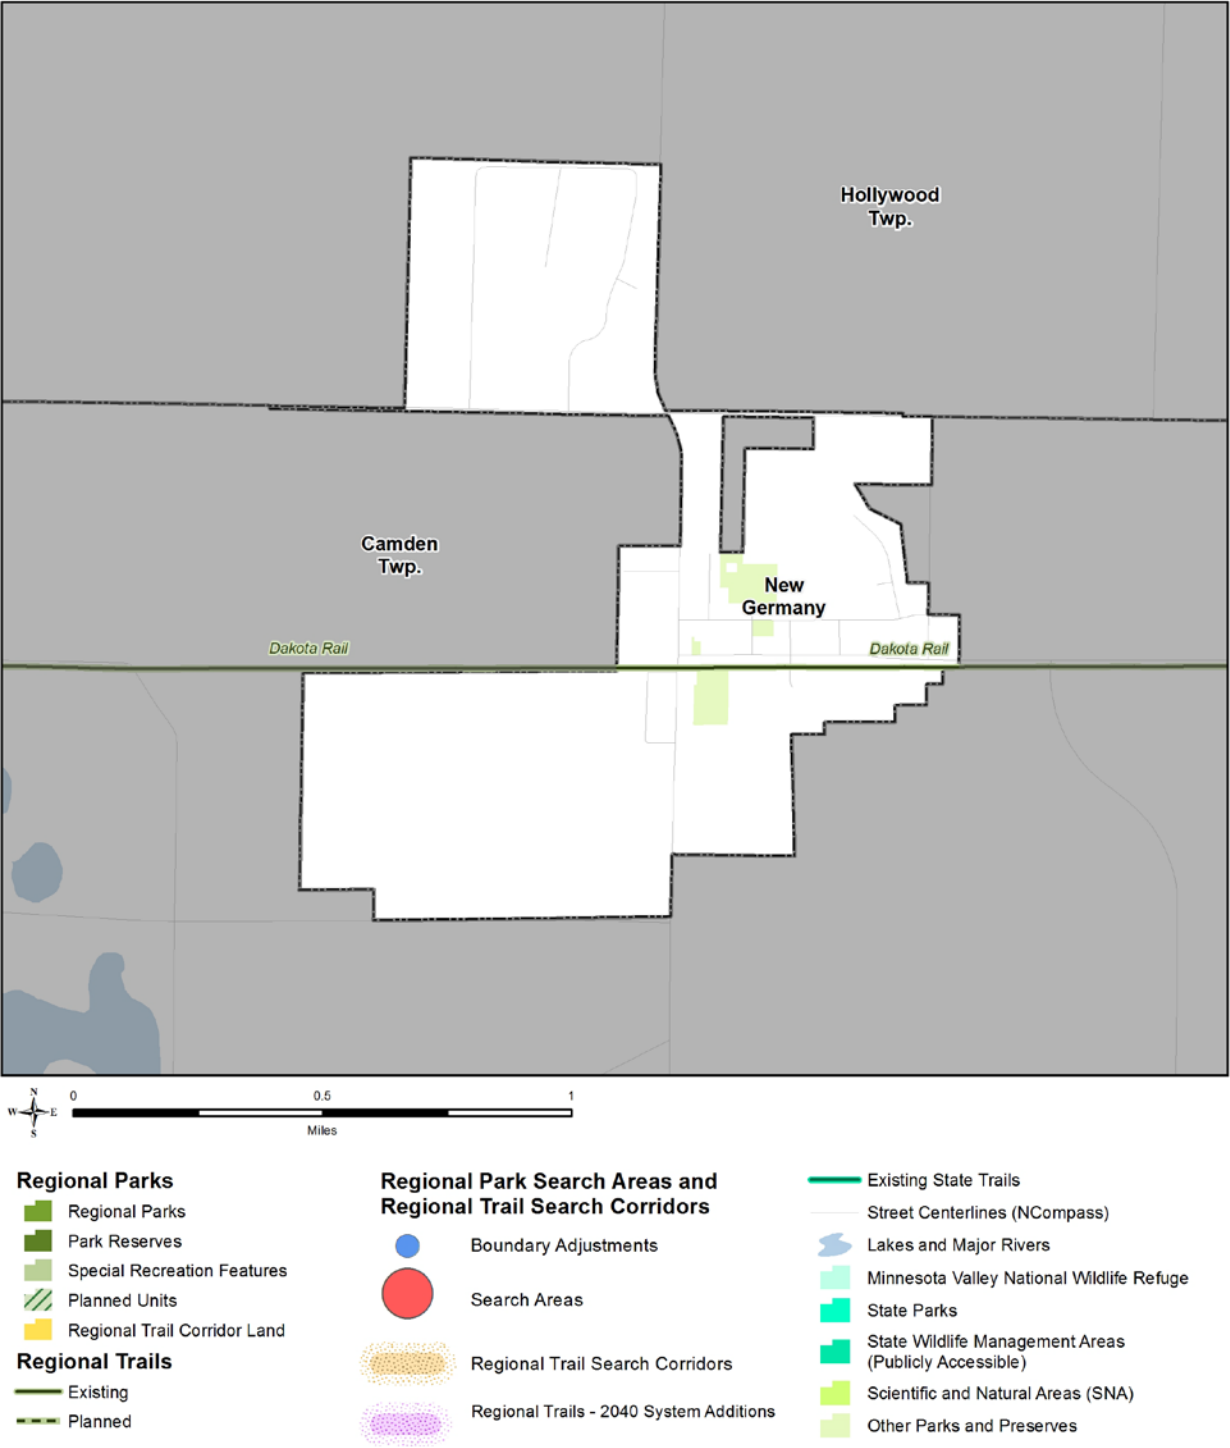 Hollywood
Twp.
Camden
Twp.
New
Germany
Dakota Rail
Dakota Rail
N
W
E
S
0
0.5
1
Miles
Regional Parks
Regional Parks
Park Reserves
Special Recreation Features
Planned Units
Regional Trail Corridor Land
Regional Trails
Existing
Planned
Regional Park Search Areas and
Regional Trail Search Corridors
Boundary Adjustments
Search Areas
Regional Trail Search Corridors
Regional Trails - 2040 System Additions
Existing State Trails
Street Centerlines (NCompass)
Lakes and Major Rivers
Minnesota Valley National Wildlife Refuge
State Parks
State Wildlife Management Areas
(Publicly Accessible)
Scientific and Natural Areas (SNA)
Other Parks and Preserves